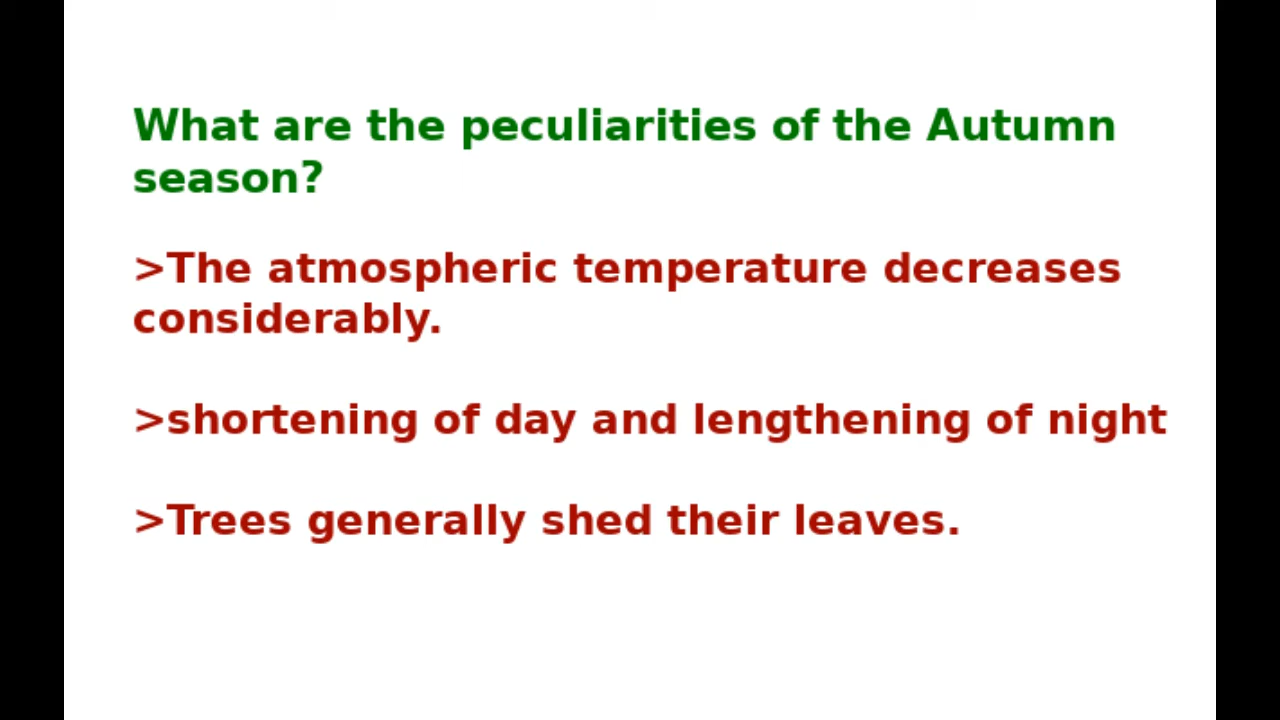 What are the peculiarities of the Autumn
season?
>The atmospheric temperature decreases
considerably.
>shortening of day and lengthening of night
>Trees generally shed their leaves.